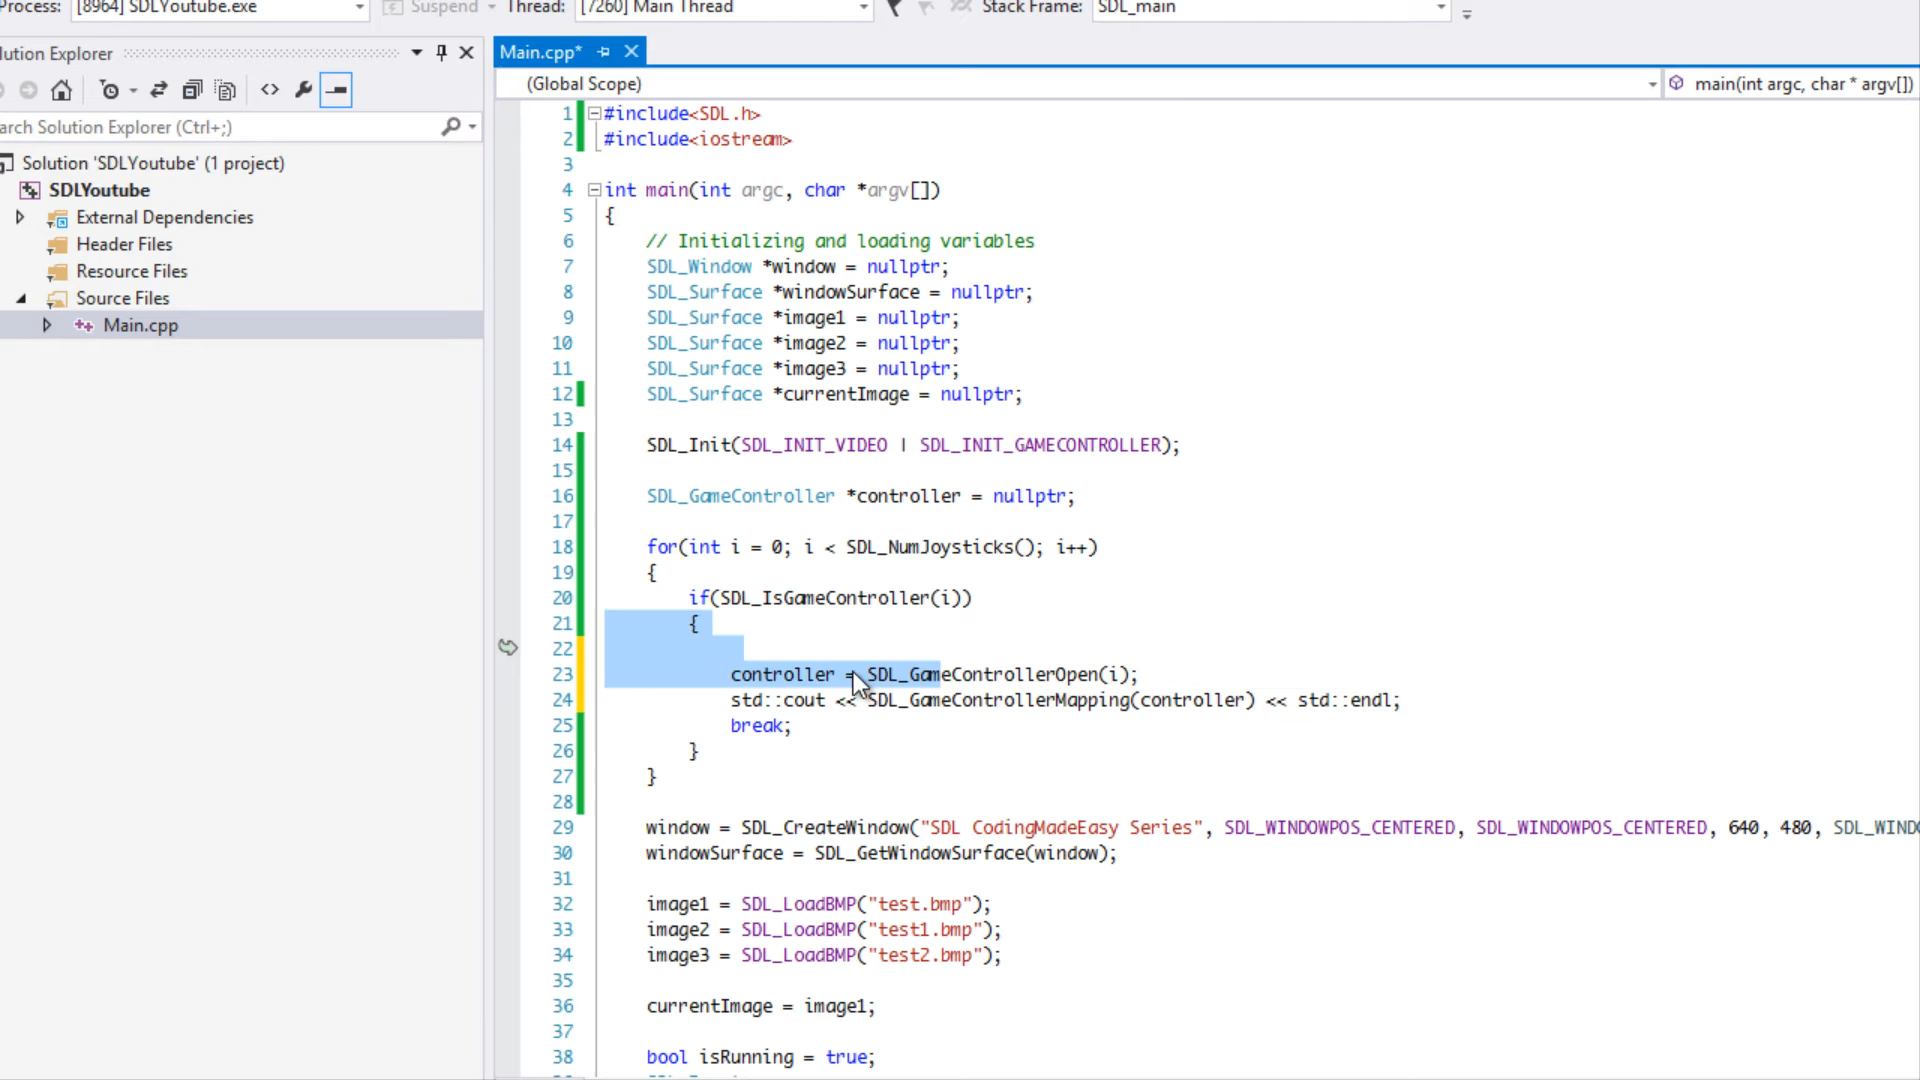 Process: [8964] SDLYoutube.exe Suspend Thread: [7260] Main Thread Stack Frame: SDL_main
lution Explorer
arch Solution Explorer (Ctrl+;)
Solution 'SDLYoutube' (1 project)
SDLYoutube
External Dependencies
Header Files
Resource Files
Source Files
Main.cpp
Main.cpp*
(Global Scope) main(int argc, char * argv[])
1 #include<SDL.h>
2 #include<iostream>
3
4 int main(int argc, char *argv[])
5 {
6 // Initializing and loading variables
7 SDL_Window *window = nullptr;
8 SDL_Surface *windowSurface = nullptr;
9 SDL_Surface *image1 = nullptr;
10 SDL_Surface *image2 = nullptr;
11 SDL_Surface *image3 = nullptr;
12 SDL_Surface *currentImage = nullptr;
13
14 SDL_Init(SDL_INIT_VIDEO | SDL_INIT_GAMECONTROLLER);
15
16 SDL_GameController *controller = nullptr;
17
18 for(int i = 0; i < SDL_NumJoysticks(); i++)
19 {
20 if(SDL_IsGameController(i))
21 {
22
23 controller = SDL_GameControllerOpen(i);
24 std::cout << SDL_GameControllerMapping(controller) << std::endl;
25 break;
26 }
27 }
28
29 window = SDL_CreateWindow("SDL CodingMadeEasy Series", SDL_WINDOWPOS_CENTERED, SDL_WINDOWPOS_CENTERED, 640, 480, SDL_WIND
30 windowSurface = SDL_GetWindowSurface(window);
31
32 image1 = SDL_LoadBMP("test.bmp");
33 image2 = SDL_LoadBMP("test1.bmp");
34 image3 = SDL_LoadBMP("test2.bmp");
35
36 currentImage = image1;
37
38 bool isRunning = true;